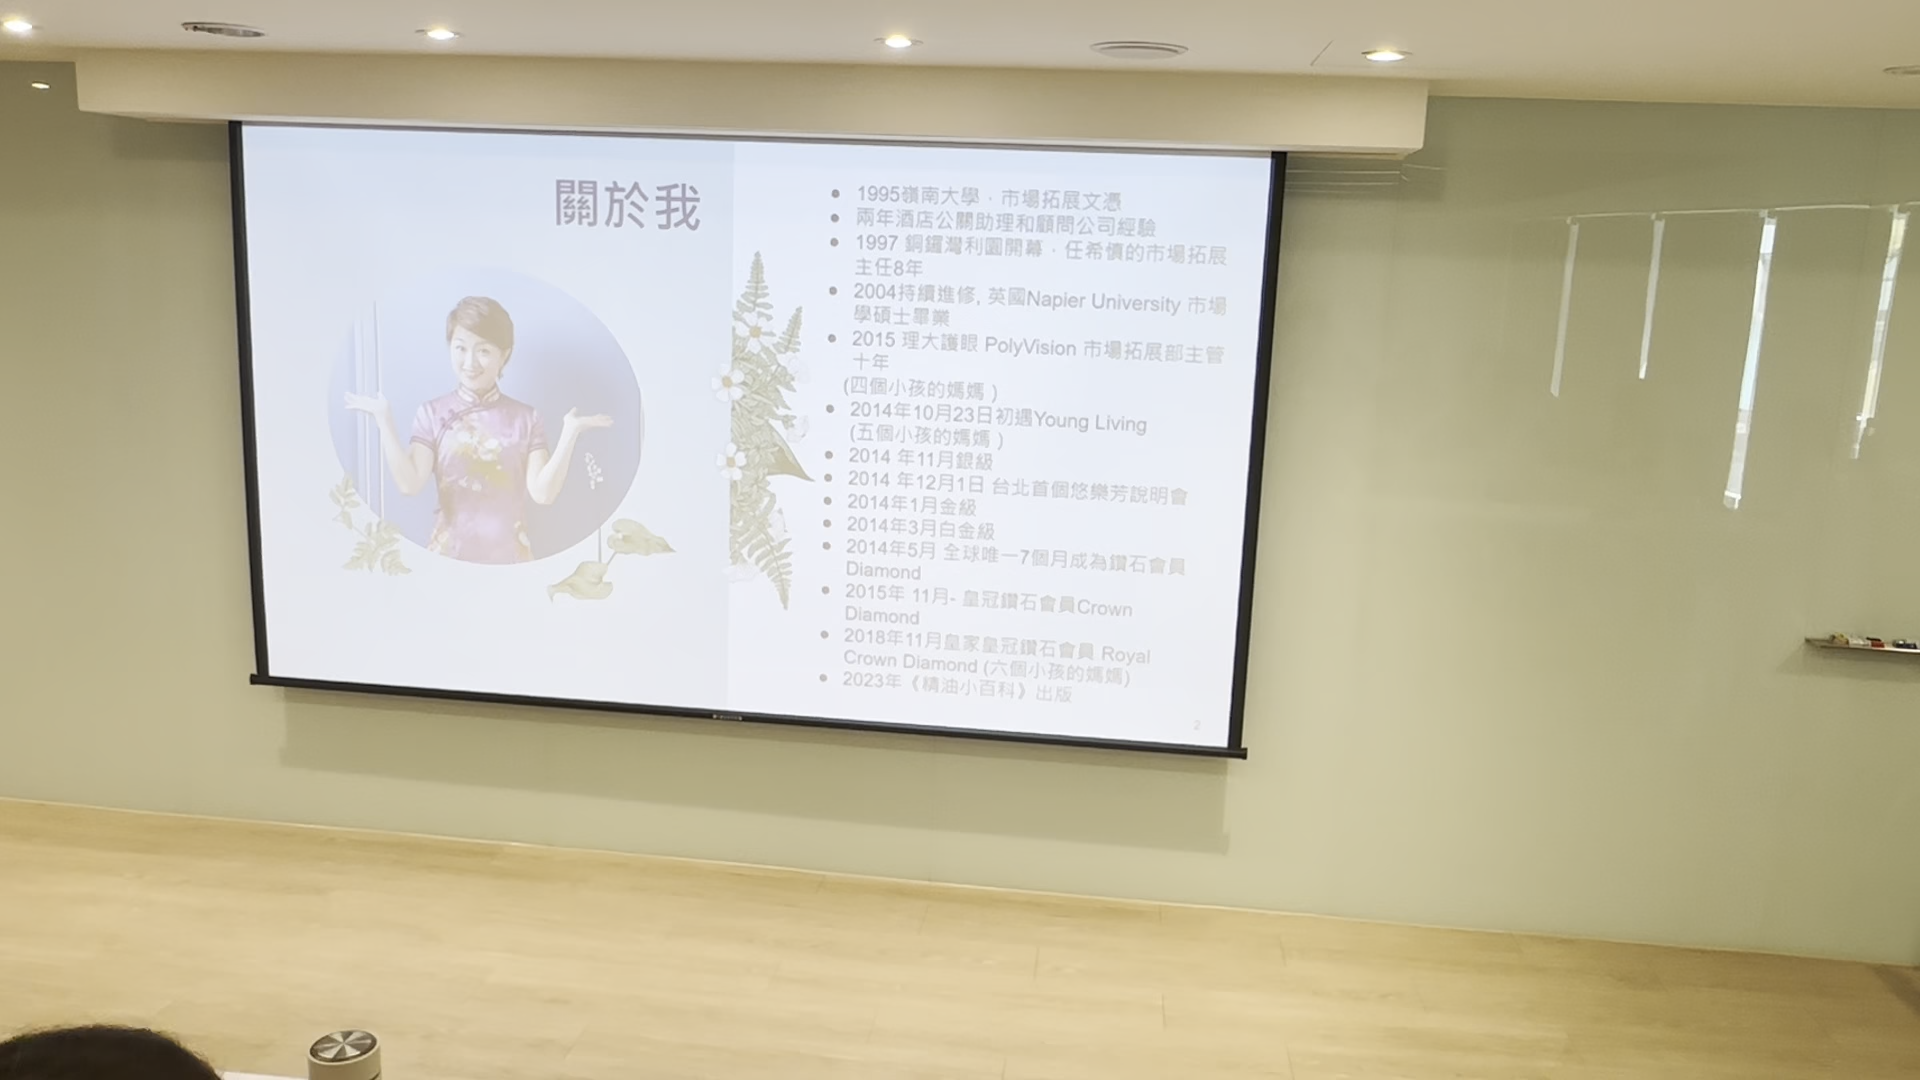 關於我
1995嶺南大學，市場拓展文憑
兩年酒店公關助理和顧問公司經驗
1997 銅鑼灣利園開幕，任希慎的市場拓展
主任8年
2004持續進修, 英國Napier University 市場
學碩士畢業
2015 理大護眼 PolyVision 市場拓展部主管
十年
(四個小孩的媽媽 )
2014年10月23日初遇Young Living
(五個小孩的媽媽 )
2014 年11月銀級
2014 年12月1日 台北首個悠樂芳說明會
2014年1月金級
2014年3月白金級
2014年5月 全球唯一7個月成為鑽石會員
Diamond
2015年 11月- 皇冠鑽石會員Crown
Diamond
2018年11月皇家皇冠鑽石會員 Royal
Crown Diamond (六個小孩的媽媽)
2023年《精油小百科》出版
2